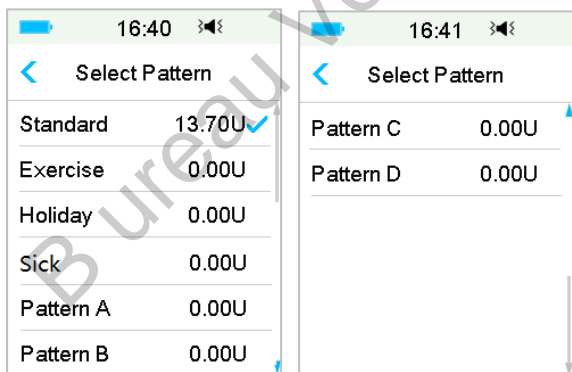 16:40
Select Pattern
Standard 13.70U
Exercise 0.00U
Holiday 0.00U
Sick 0.00U
Pattern A 0.00U
Pattern B 0.00U
16:41
Select Pattern
Pattern C 0.00U
Pattern D 0.00U
B ureau Ve